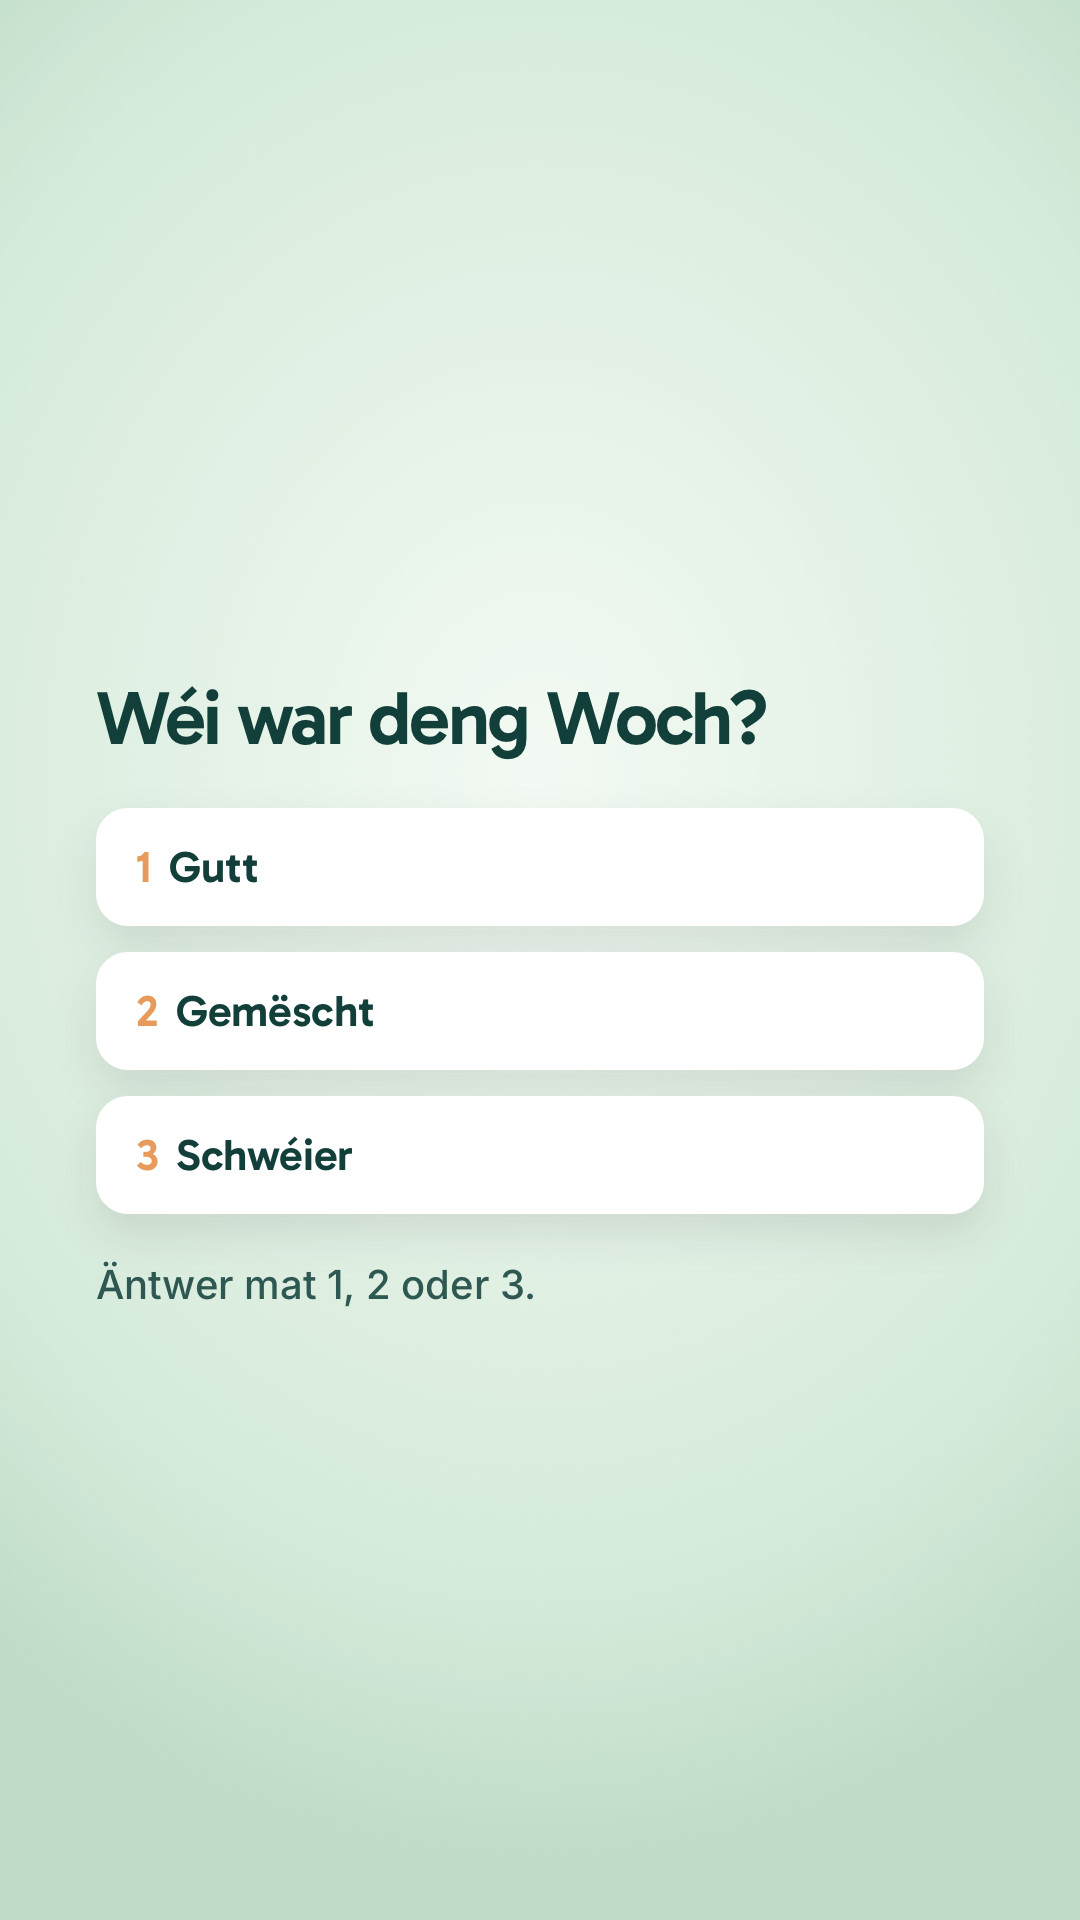 Wéi war deng Woch?
1 Gutt
2 Gemëscht
3 Schwéier
Äntwer mat 1, 2 oder 3.